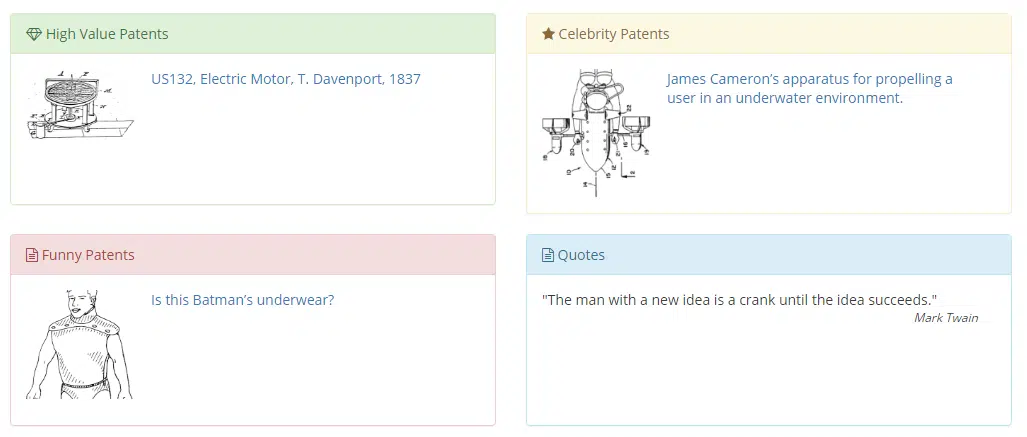 High Value Patents
US132, Electric Motor, T. Davenport, 1837
Celebrity Patents
James Cameron’s apparatus for propelling a
user in an underwater environment.
Funny Patents
Is this Batman’s underwear?
Quotes
"The man with a new idea is a crank until the idea succeeds."
Mark Twain